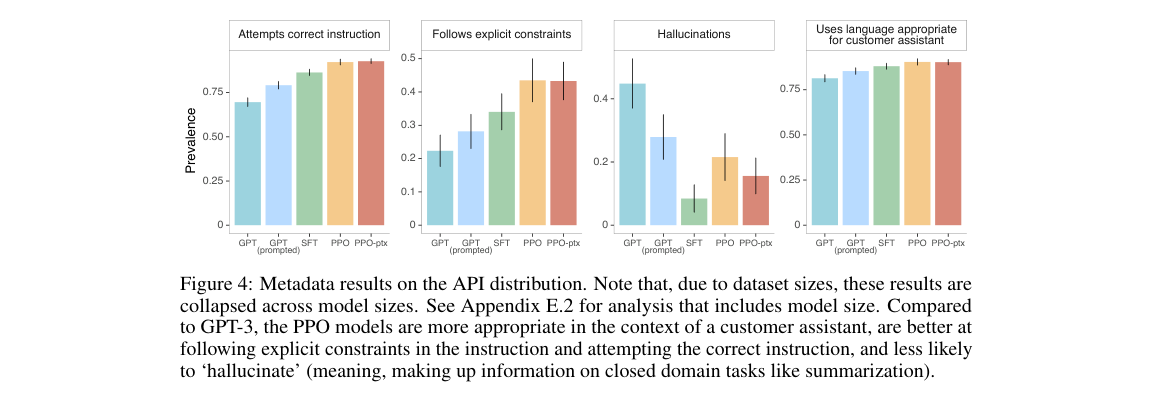 Attempts correct instruction
Follows explicit constraints
Hallucinations
Uses language appropriate
for customer assistant
Prevalence
0.75
0.50
0.25
0
GPT
GPT
(prompted)
SFT
PPO
PPO-ptx
0.5
0.4
0.3
0.2
0.1
0
GPT
GPT
(prompted)
SFT
PPO
PPO-ptx
0.4
0.2
0
GPT
GPT
(prompted)
SFT
PPO
PPO-ptx
0.75
0.50
0.25
0
GPT
GPT
(prompted)
SFT
PPO
PPO-ptx
Figure 4: Metadata results on the API distribution. Note that, due to dataset sizes, these results are
collapsed across model sizes. See Appendix E.2 for analysis that includes model size. Compared
to GPT-3, the PPO models are more appropriate in the context of a customer assistant, are better at
following explicit constraints in the instruction and attempting the correct instruction, and less likely
to ‘hallucinate’ (meaning, making up information on closed domain tasks like summarization).